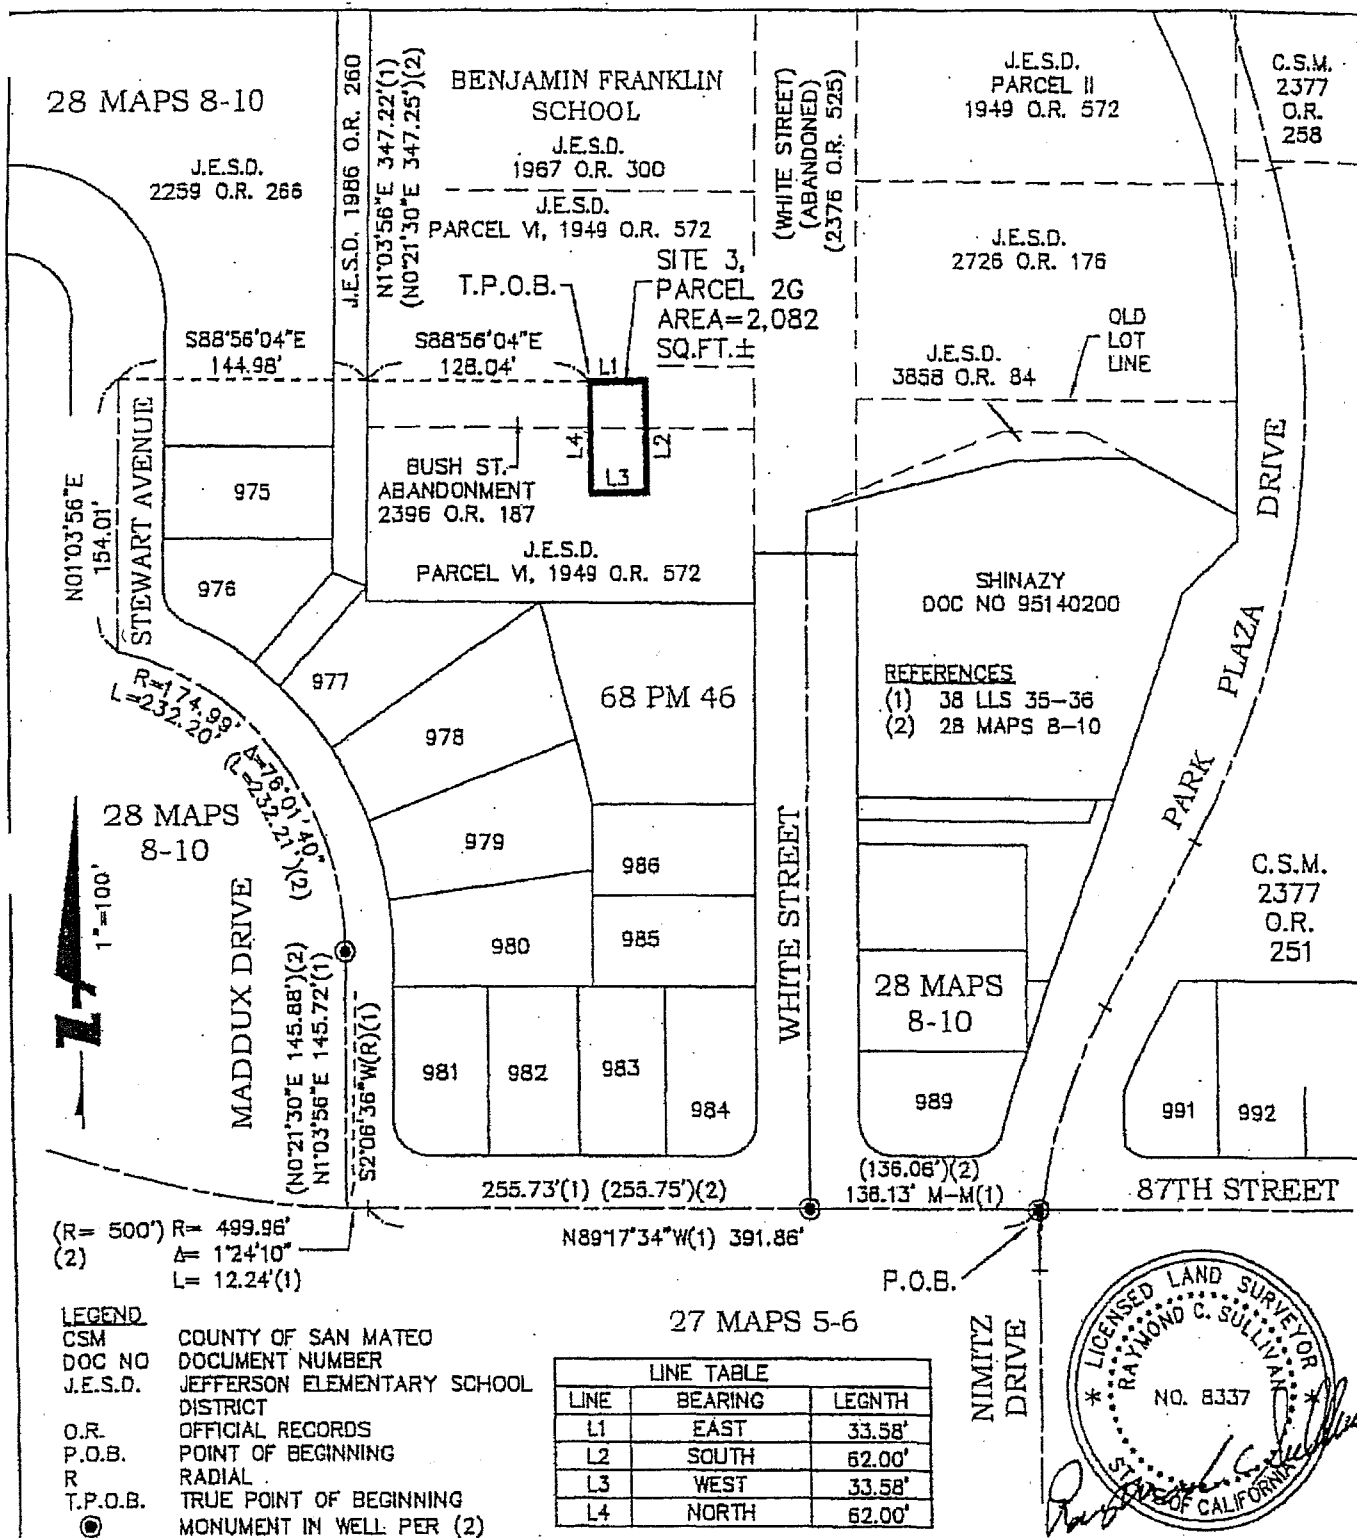 28 MAPS 8-10
J.E.S.D.
2259 O.R. 266
J.E.S.D. 1986 O.R. 260
N1°03'56"E 347.22'(1)
(N0°21'30"E 347.25')(2)
BENJAMIN FRANKLIN
SCHOOL
J.E.S.D.
1967 O.R. 300
J.E.S.D.
PARCEL VI, 1949 O.R. 572
(WHITE STREET)
(ABANDONED)
(2376 O.R. 525)
J.E.S.D.
PARCEL II
1949 O.R. 572
C.S.M.
2377
O.R.
258
J.E.S.D.
2726 O.R. 176
T.P.O.B.
SITE 3,
PARCEL 2G
AREA=2,082
SQ.FT.±
OLD
LOT
LINE
J.E.S.D.
3858 O.R. 84
S88°56'04"E
144.98'
S88°56'04"E
128.04'
L1
L2
L3
L4
N01°03'56"E
154.01'
STEWART AVENUE
975
976
977
978
979
980
981
982
983
984
985
986
BUSH ST.
ABANDONMENT
2396 O.R. 187
J.E.S.D.
PARCEL VI, 1949 O.R. 572
68 PM 46
SHINAZY
DOC NO 95140200
REFERENCES
(1) 38 LLS 35-36
(2) 28 MAPS 8-10
PARK PLAZA DRIVE
R=174.99'
L=232.20'
Δ=76°01'40"
(L=232.21')(2)
28 MAPS
8-10
1"=100'
MADDUX DRIVE
(N0°21'30"E 145.88')(2)
N1°03'56"E 145.72'(1)
S2°06'36"W(R)(1)
WHITE STREET
28 MAPS
8-10
989
C.S.M.
2377
O.R.
251
991
992
255.73'(1) (255.75')(2)
(136.06')(2)
136.13' M-M(1)
87TH STREET
N89°17'34"W(1) 391.86'
(R= 500')
(2)
R= 499.96'
Δ= 1°24'10"
L= 12.24'(1)
P.O.B.
NIMITZ
DRIVE
27 MAPS 5-6
LEGEND
CSM COUNTY OF SAN MATEO
DOC NO DOCUMENT NUMBER
J.E.S.D. JEFFERSON ELEMENTARY SCHOOL
DISTRICT
O.R. OFFICIAL RECORDS
P.O.B. POINT OF BEGINNING
R RADIAL
T.P.O.B. TRUE POINT OF BEGINNING
MONUMENT IN WELL PER (2)
LINE TABLE
LINE BEARING LEGNTH
L1 EAST 33.58'
L2 SOUTH 62.00'
L3 WEST 33.58'
L4 NORTH 62.00'
LICENSED LAND SURVEYOR
RAYMOND C. SULLIVAN
NO. 8337
STATE OF CALIFORNIA